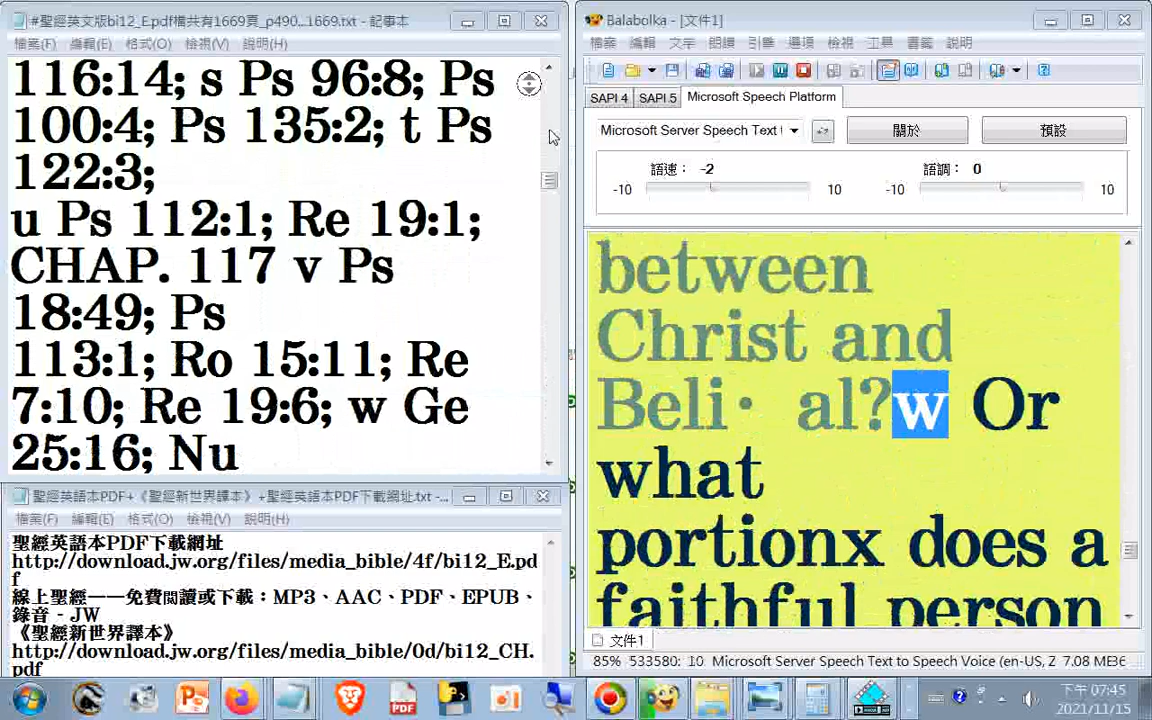 #聖經英文版bi12_E.pdf檔共有1669頁_p490...1669.txt - 記事本
檔案(F) 編輯(E) 格式(O) 檢視(V) 說明(H)
116:14; s Ps 96:8; Ps
100:4; Ps 135:2; t Ps
122:3;
u Ps 112:1; Re 19:1;
CHAP. 117 v Ps
18:49; Ps
113:1; Ro 15:11; Re
7:10; Re 19:6; w Ge
25:16; Nu
聖經英語本PDF+《聖經新世界譯本》+聖經英語本PDF下載網址.txt -...
檔案(F) 編輯(E) 格式(O) 檢視(V) 說明(H)
聖經英語本PDF下載網址
http://download.jw.org/files/media_bible/4f/bi12_E.pd
f
線上聖經──免費閱讀或下載：MP3、AAC、PDF、EPUB、
錄音 - JW
《聖經新世界譯本》
http://download.jw.org/files/media_bible/0d/bi12_CH.
pdf
Balabolka - [文件1]
檔案 編輯 文字 朗讀 引擎 選項 檢視 工具 書籤 說明
SAPI 4 SAPI 5 Microsoft Speech Platform
Microsoft Server Speech Text 關於 預設
語速： -2 語調： 0
-10 10 -10 10
between
Christ and
Beli· al?w Or
what
portionx does a
faithful person
文件1
85% 533580: 10 Microsoft Server Speech Text to Speech Voice (en-US, Z 7.08 ME
PDF
下午 07:45
2021/11/15